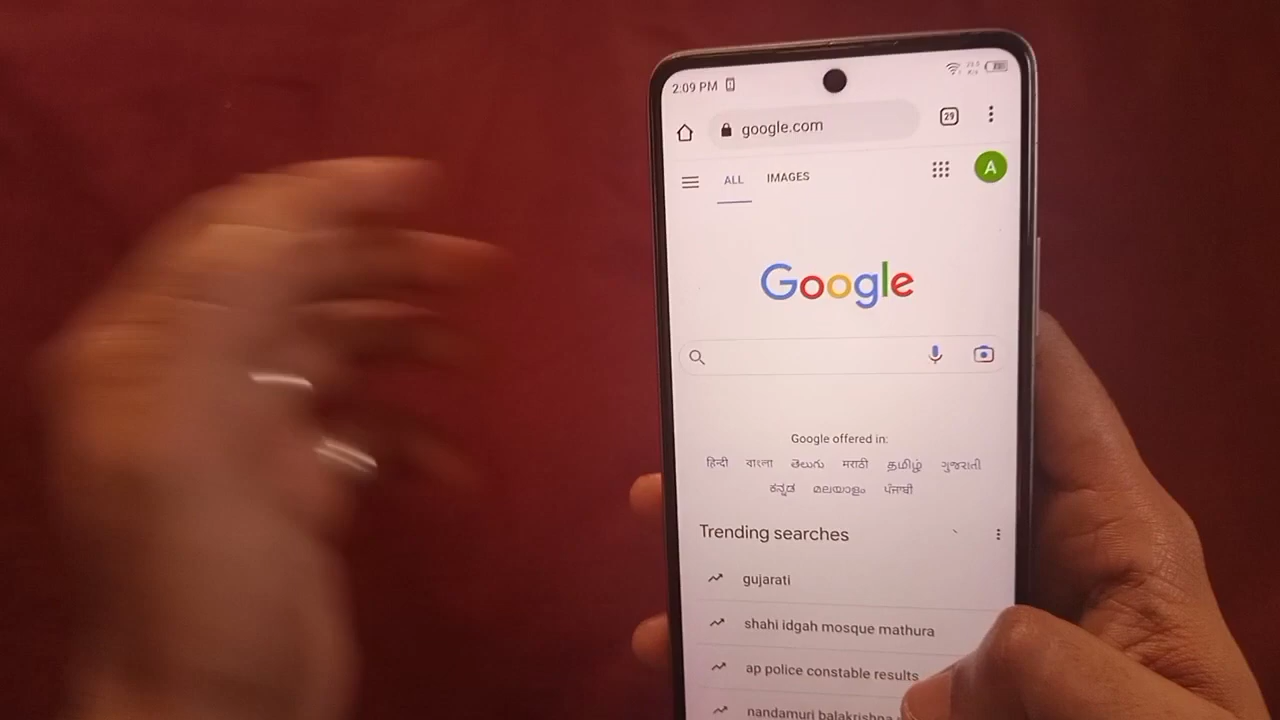 2:09 PM
google.com
29
ALL IMAGES
A
Google
Google offered in:
हिन्दी বাংলা తెలుగు मराठी தமிழ் ગુજરાતી
ಕನ್ನಡ മലയാളം ਪੰਜਾਬੀ
Trending searches
gujarati
shahi idgah mosque mathura
ap police constable results
nandamuri balakrishna